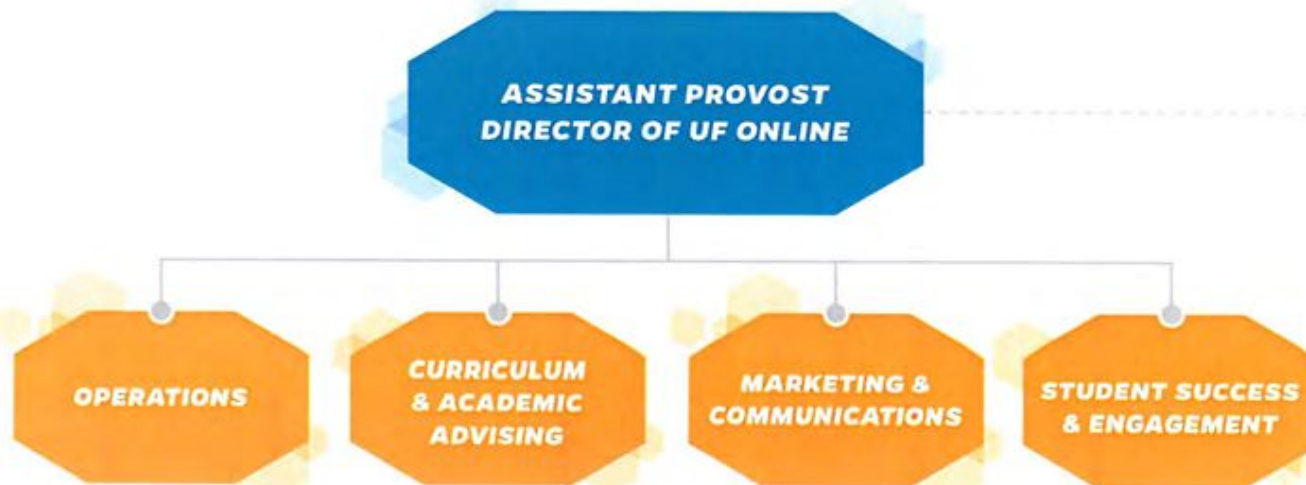 ASSISTANT PROVOST
DIRECTOR OF UF ONLINE
OPERATIONS
CURRICULUM
& ACADEMIC
ADVISING
MARKETING &
COMMUNICATIONS
STUDENT SUCCESS
& ENGAGEMENT